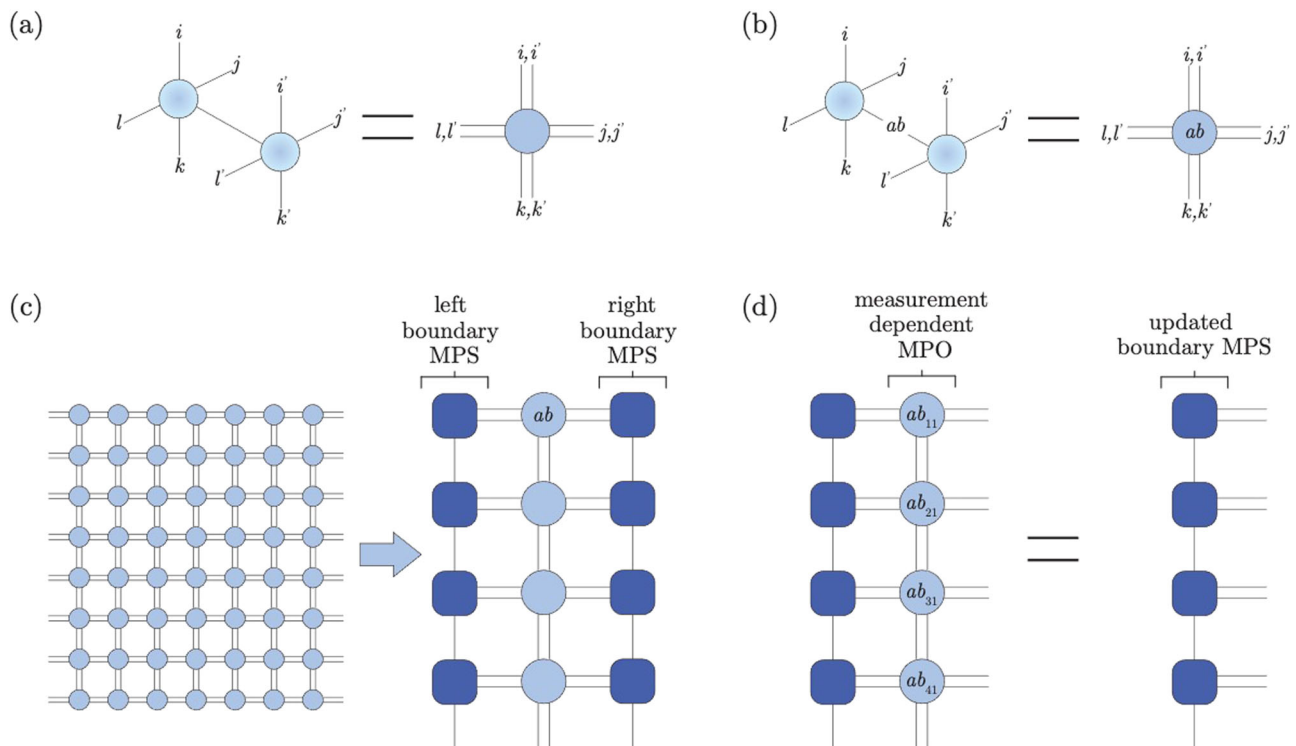 (a)
i
j
l
k
i'
j'
l'
k'
i,i'
l,l'
j,j'
k,k'
(b)
i
j
l
k
ab
i'
j'
l'
k'
i,i'
l,l'
ab
j,j'
k,k'
(c)
left
boundary
MPS
right
boundary
MPS
ab
(d)
measurement
dependent
MPO
updated
boundary MPS
ab₁₁
ab₂₁
ab₃₁
ab₄₁